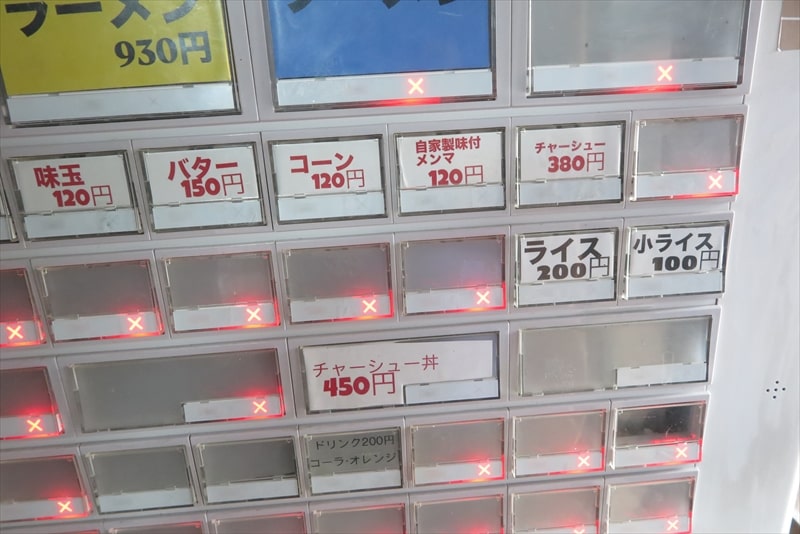 ラーメン
930円
味玉
120円
バター
150円
コーン
120円
自家製味付
メンマ
120円
チャーシュー
380円
ライス
200円
小ライス
100円
チャーシュー丼
450円
ドリンク200円
コーラ・オレンジ